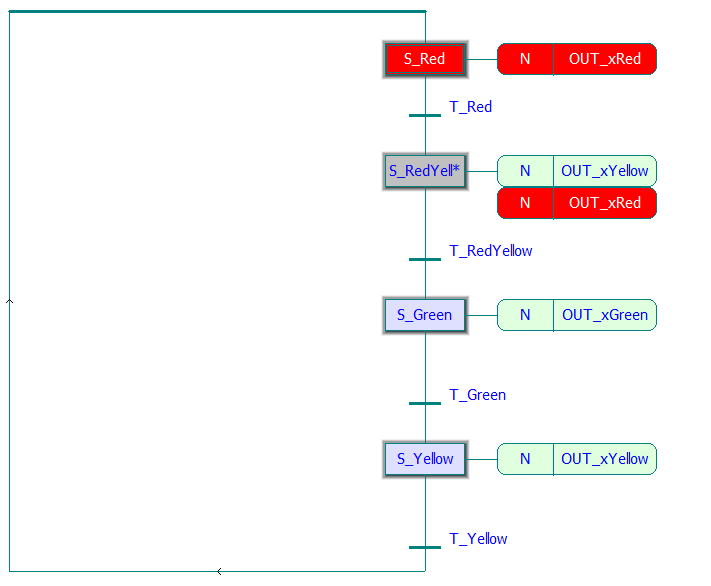 S_Red N OUT_xRed
T_Red
S_RedYell* N OUT_xYellow
N OUT_xRed
T_RedYellow
S_Green N OUT_xGreen
T_Green
S_Yellow N OUT_xYellow
T_Yellow